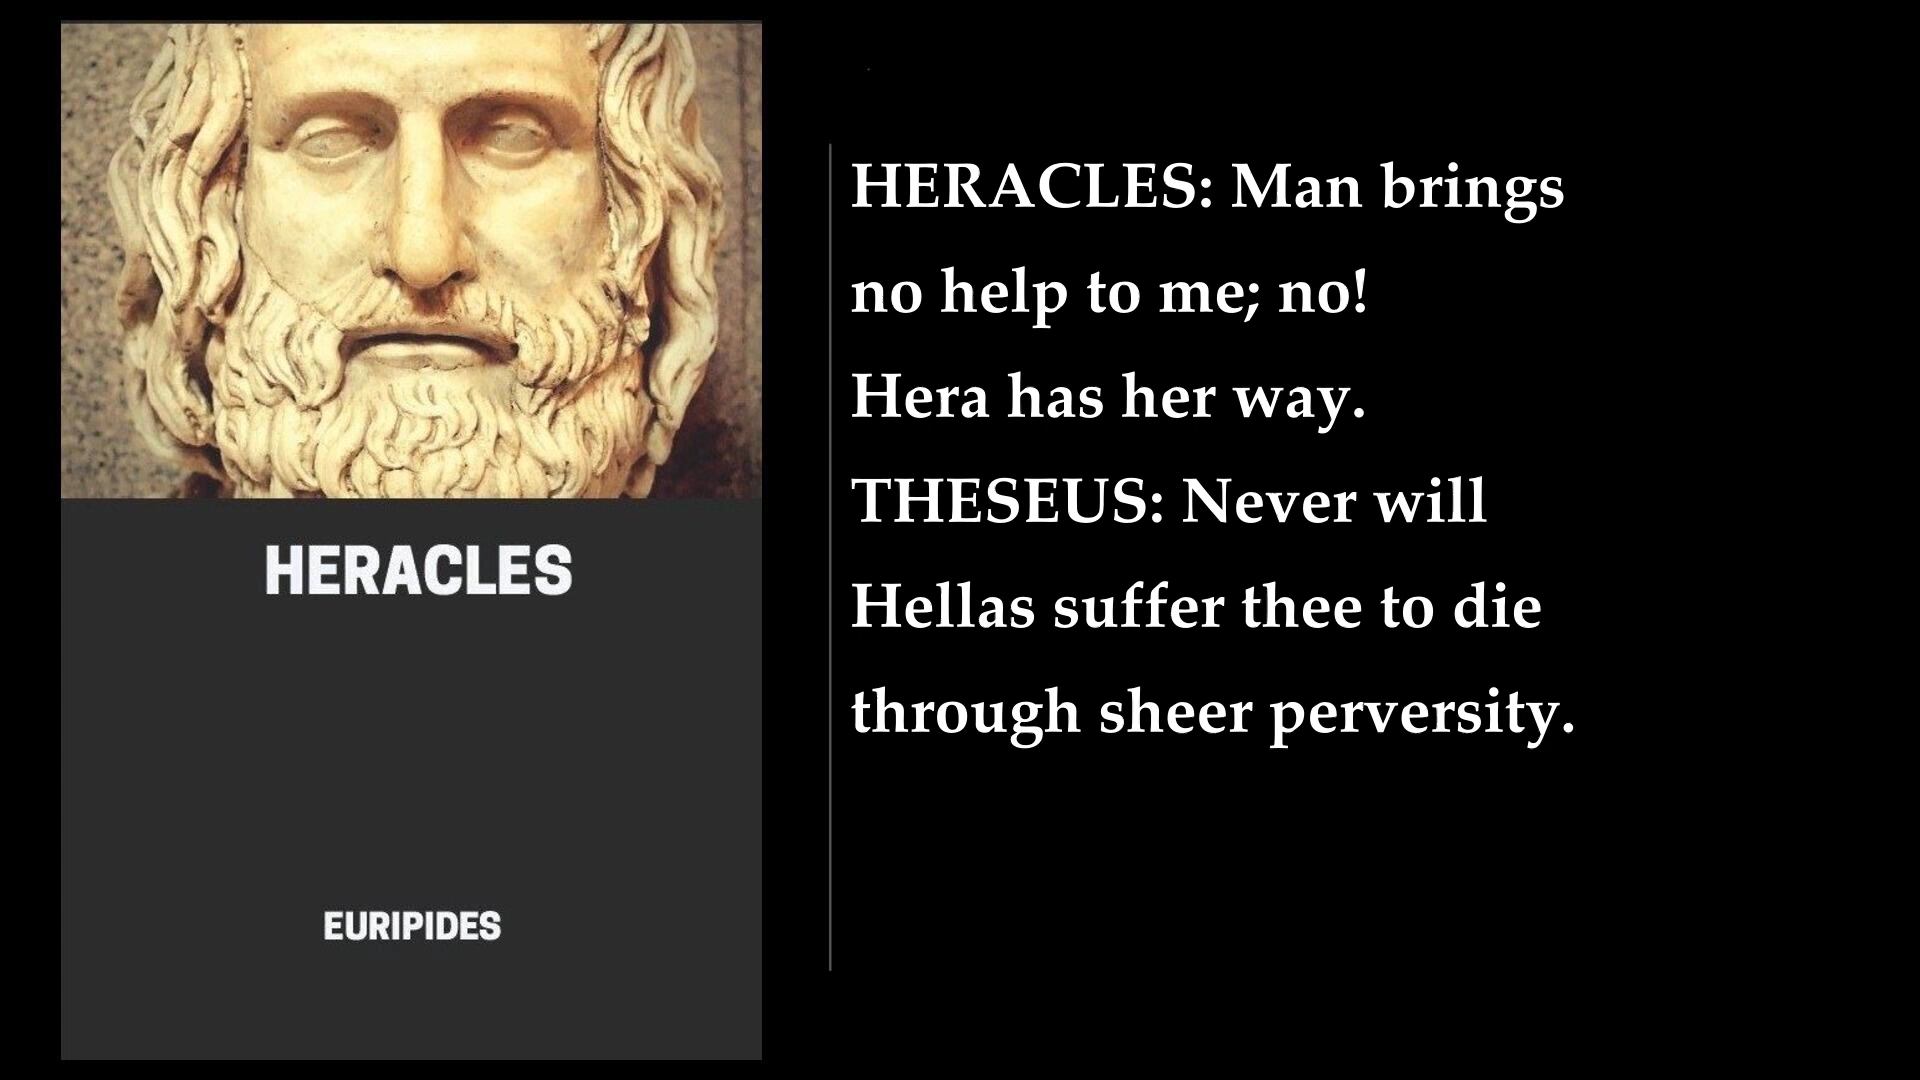 HERACLES
EURIPIDES
HERACLES: Man brings
no help to me; no!
Hera has her way.
THESEUS: Never will
Hellas suffer thee to die
through sheer perversity.